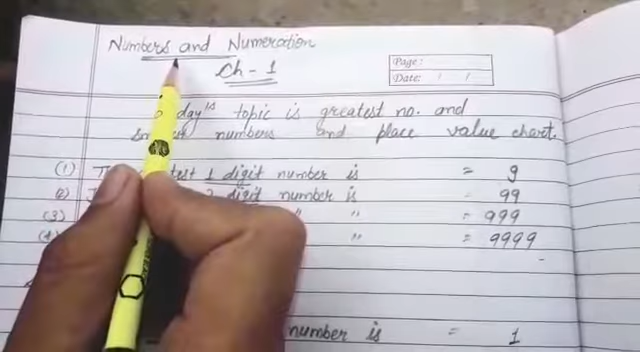 Numbers and Numeration
Ch - 1
Page:
Date: / /
day's topic is greatest no. and
numbers and place value chart.
(1) test 1 digit number is = 9
(2) digit number is = 99
(3) " " = 999
(4) " = 9999
number is = 1